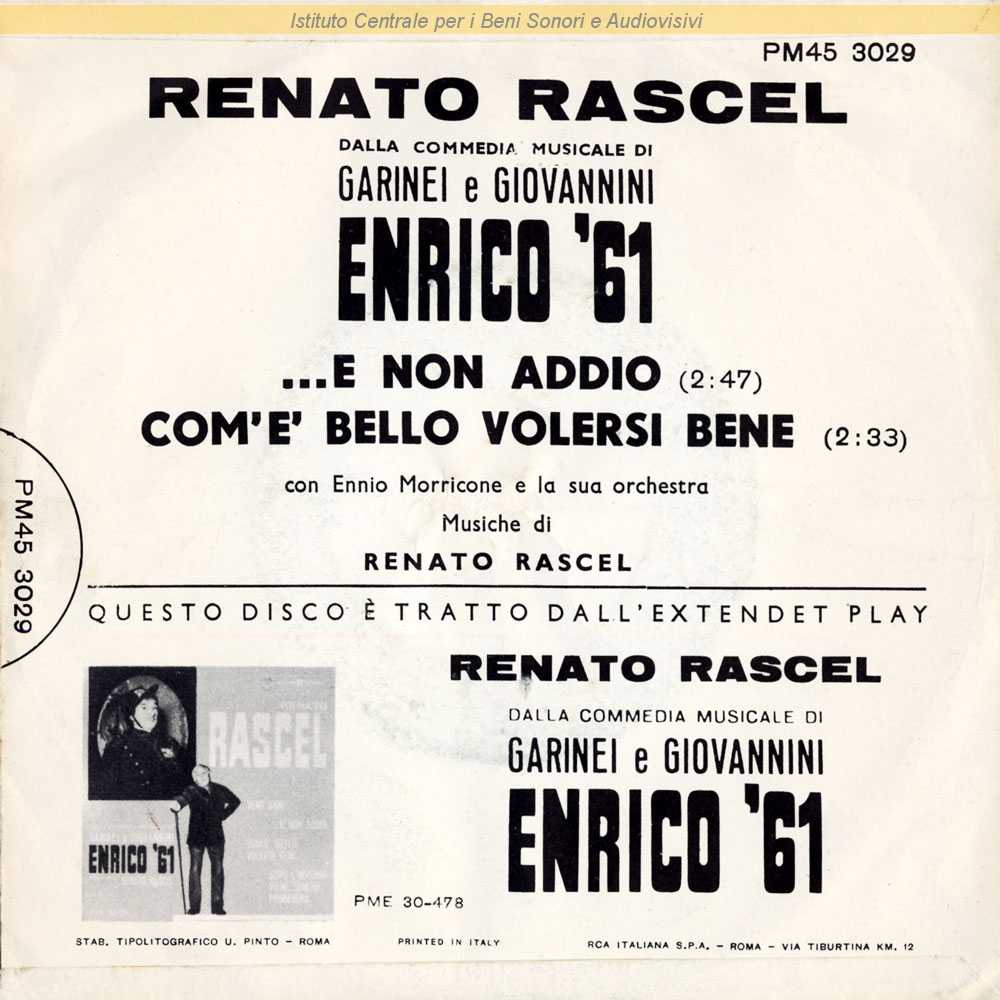 Istituto Centrale per i Beni Sonori e Audiovisivi
PM45 3029
RENATO RASCEL
DALLA COMMEDIA MUSICALE DI
GARINEI e GIOVANNINI
ENRICO '61
...E NON ADDIO (2:47)
COM'E' BELLO VOLERSI BENE (2:33)
con Ennio Morricone e la sua orchestra
Musiche di
RENATO RASCEL
PM45 3029
QUESTO DISCO È TRATTO DALL'EXTENDET PLAY
RENATO RASCEL
DALLA COMMEDIA MUSICALE DI
GARINEI e GIOVANNINI
ENRICO '61
RENATO
RASCEL
ENRICO '61
PME 30-478
STAB. TIPOLITOGRAFICO U. PINTO - ROMA
PRINTED IN ITALY
RCA ITALIANA S.P.A. - ROMA - VIA TIBURTINA KM. 12